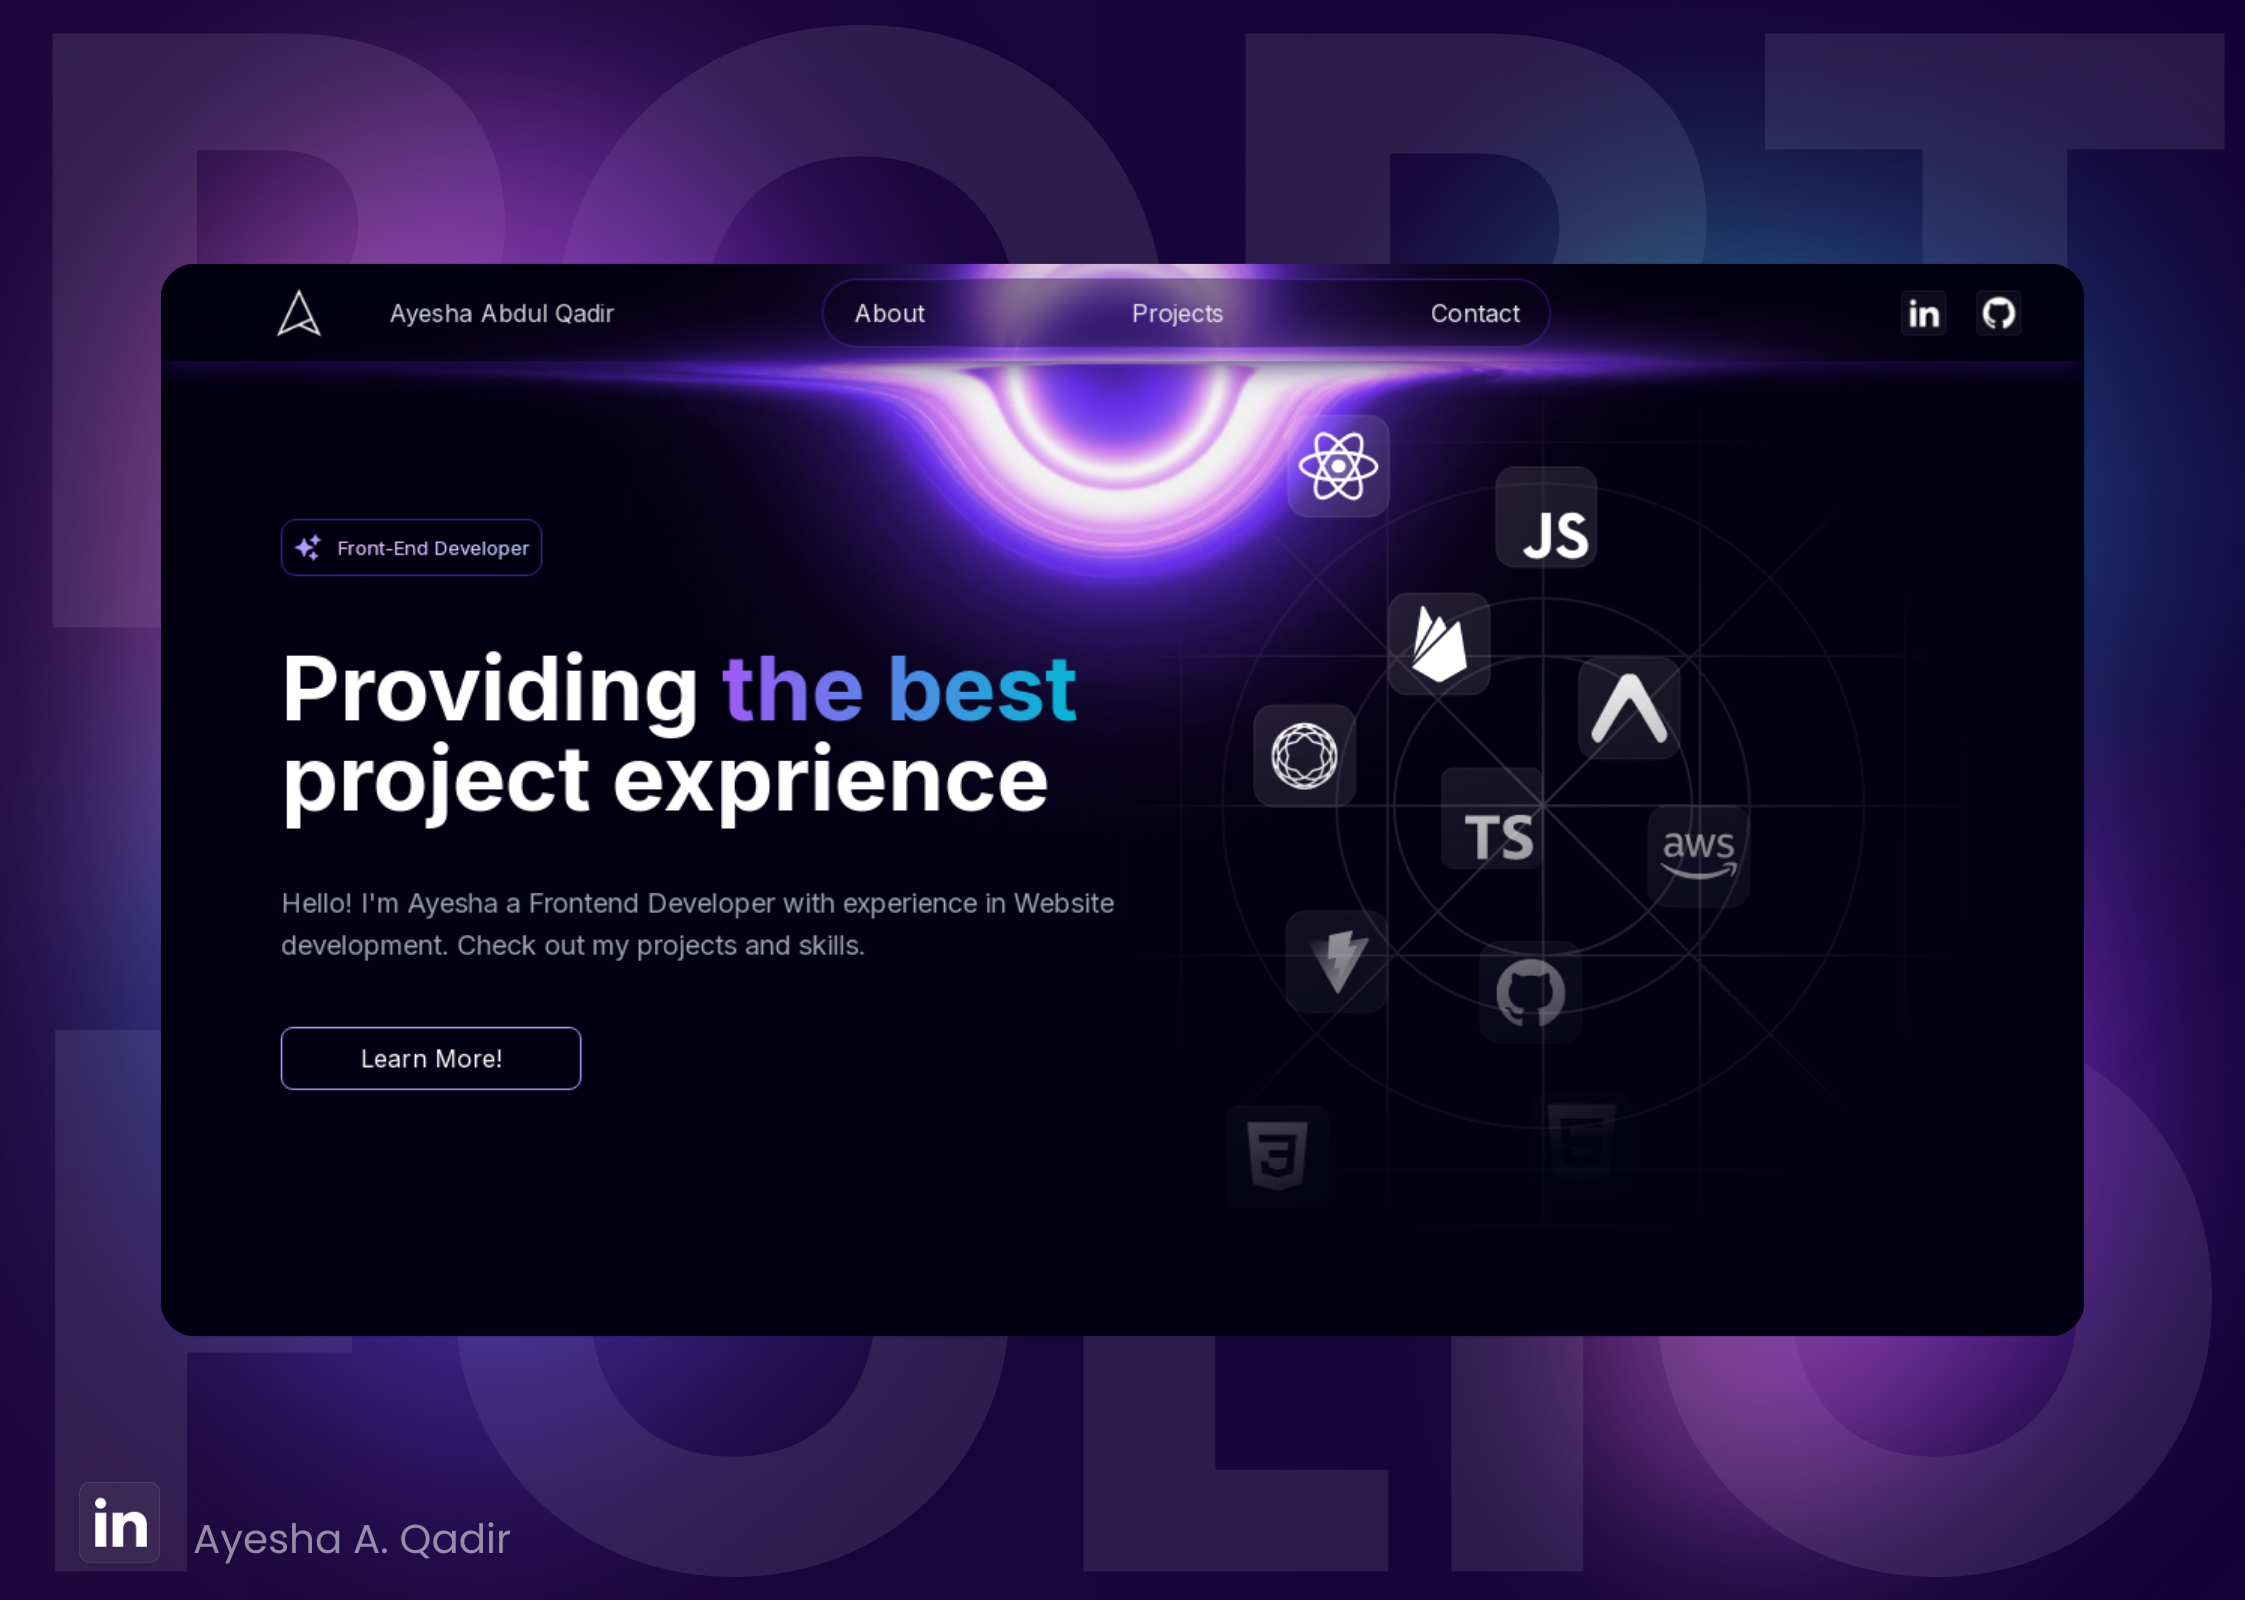 PORT
Ayesha Abdul Qadir
About
Projects
Contact
in
Front-End Developer
Providing the best
project exprience
Hello! I'm Ayesha a Frontend Developer with experience in Website
development. Check out my projects and skills.
Learn More!
JS
TS
aws
3
5
FOLIO
in
Ayesha A. Qadir